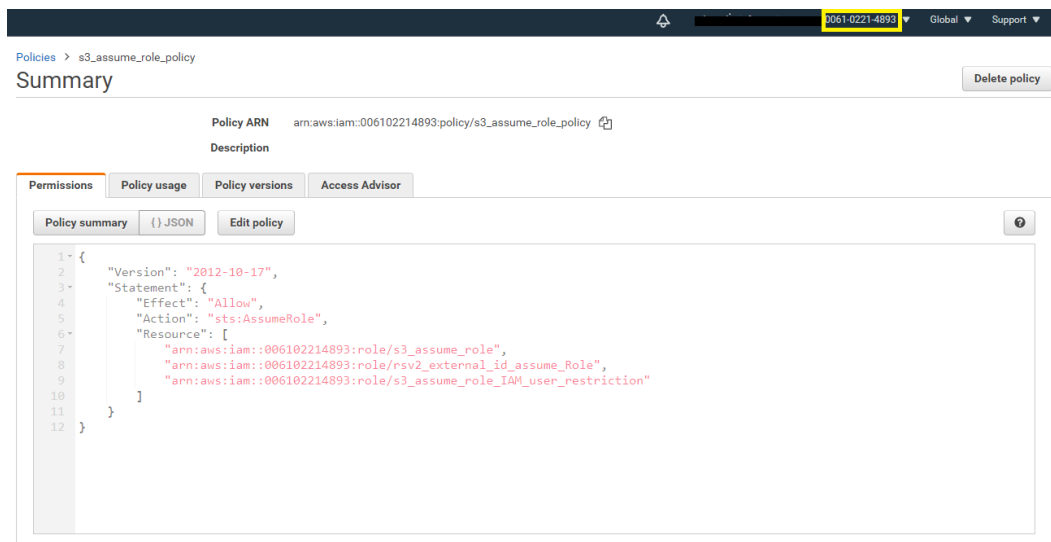 0061-0221-4893 Global Support
Policies > s3_assume_role_policy
Summary
Delete policy
Policy ARN arn:aws:iam::006102214893:policy/s3_assume_role_policy
Description
Permissions Policy usage Policy versions Access Advisor
Policy summary { } JSON Edit policy ?
1 {
2 "Version": "2012-10-17",
3 "Statement": {
4 "Effect": "Allow",
5 "Action": "sts:AssumeRole",
6 "Resource": [
7 "arn:aws:iam::006102214893:role/s3_assume_role",
8 "arn:aws:iam::006102214893:role/rsv2_external_id_assume_Role",
9 "arn:aws:iam::006102214893:role/s3_assume_role_IAM_user_restriction"
10 ]
11 }
12 }